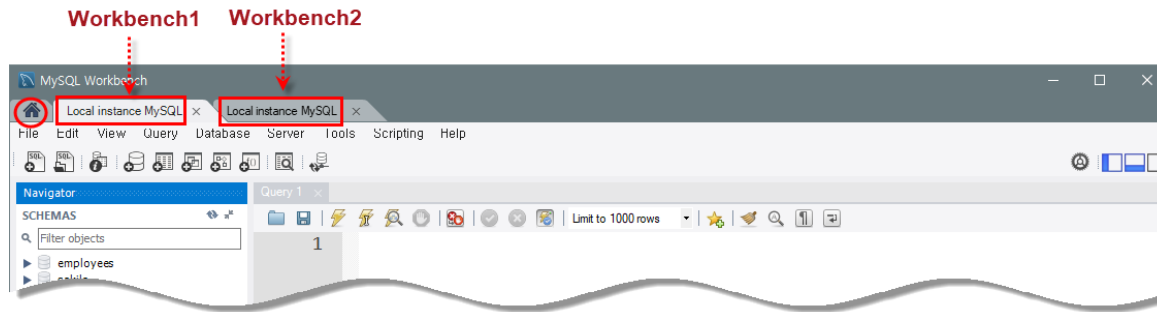 Workbench1 Workbench2
MySQL Workbench
Local instance MySQL Local instance MySQL
File Edit View Query Database Server Tools Scripting Help
Navigator Query 1
SCHEMAS Limit to 1000 rows
Filter objects 1
employees